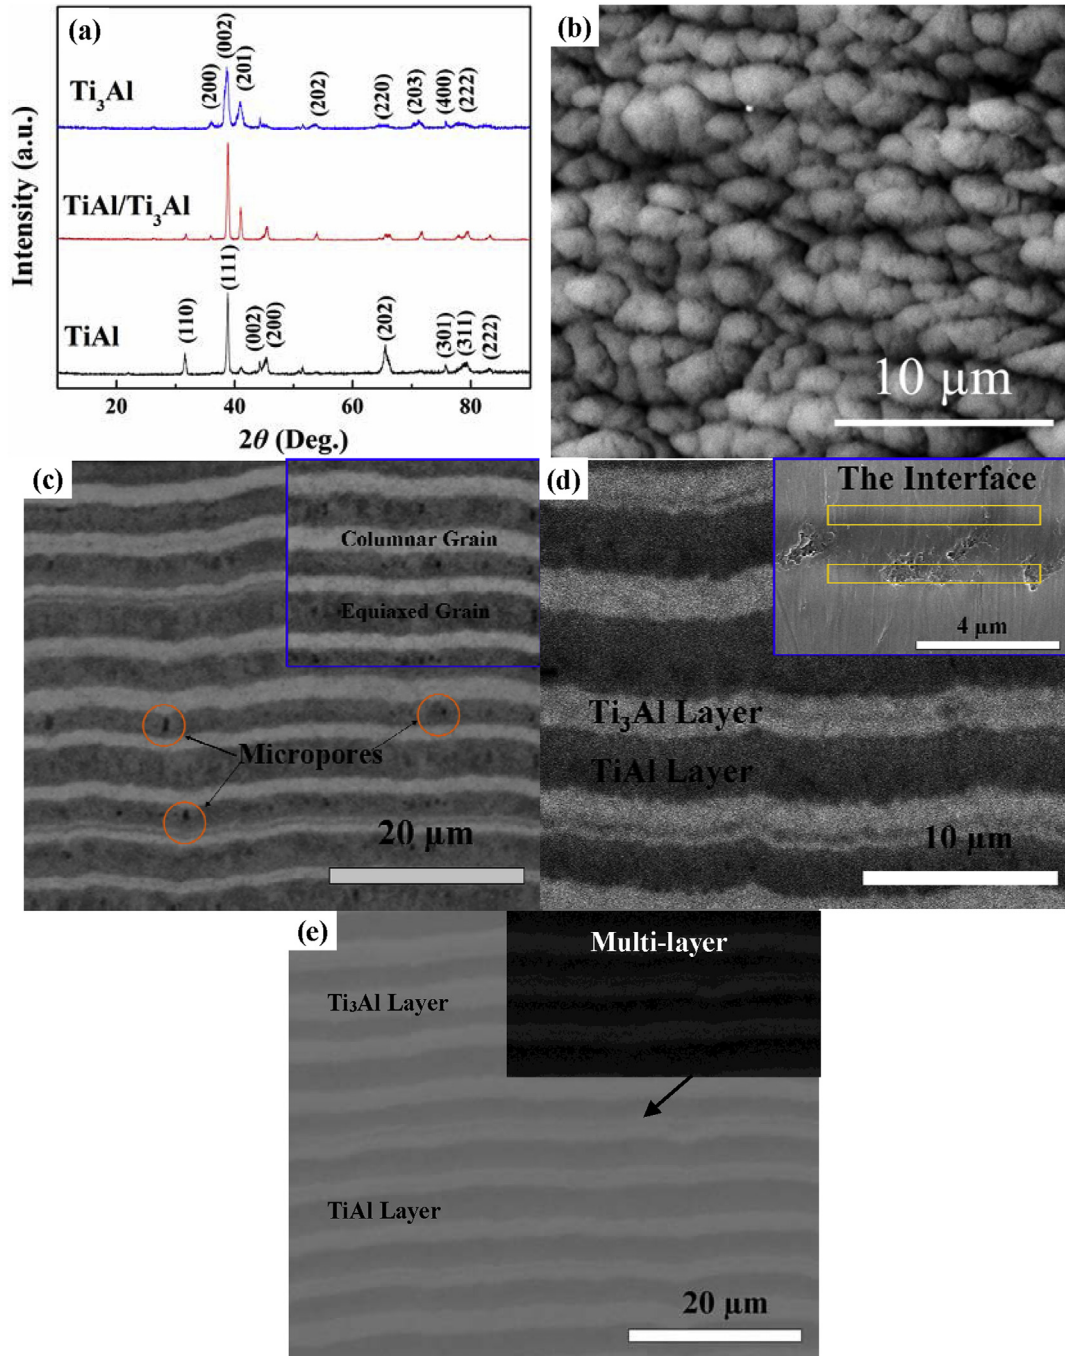 (a)
(002)
(200)
(201)
Ti₃Al
(202)
(220)
(203)
(400)
(222)
TiAl/Ti₃Al
(111)
(110)
(002)
(200)
(202)
(301)
(311)
(222)
TiAl
Intensity (a.u.)
20 40 60 80
2θ (Deg.)
(b)
10 μm
(c)
Columnar Grain
Equiaxed Grain
Micropores
20 μm
(d)
The Interface
4 μm
Ti₃Al Layer
TiAl Layer
10 μm
(e)
Multi-layer
Ti₃Al Layer
TiAl Layer
20 μm